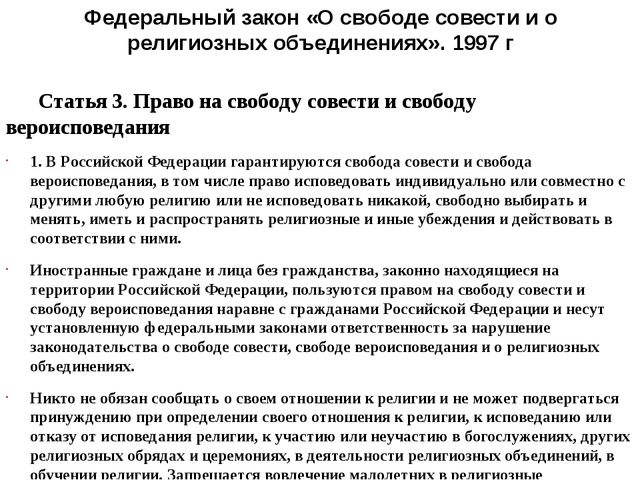 Федеральный закон «О свободе совести и о
религиозных объединениях». 1997 г
Статья 3. Право на свободу совести и свободу
вероисповедания
· 1. В Российской Федерации гарантируются свобода совести и свобода
вероисповедания, в том числе право исповедовать индивидуально или совместно с
другими любую религию или не исповедовать никакой, свободно выбирать и
менять, иметь и распространять религиозные и иные убеждения и действовать в
соответствии с ними.
· Иностранные граждане и лица без гражданства, законно находящиеся на
территории Российской Федерации, пользуются правом на свободу совести и
свободу вероисповедания наравне с гражданами Российской Федерации и несут
установленную федеральными законами ответственность за нарушение
законодательства о свободе совести, свободе вероисповедания и о религиозных
объединениях.
· Никто не обязан сообщать о своем отношении к религии и не может подвергаться
принуждению при определении своего отношения к религии, к исповеданию или
отказу от исповедания религии, к участию или неучастию в богослужениях, других
религиозных обрядах и церемониях, в деятельности религиозных объединений, в
обучении религии. Запрещается вовлечение малолетних в религиозные